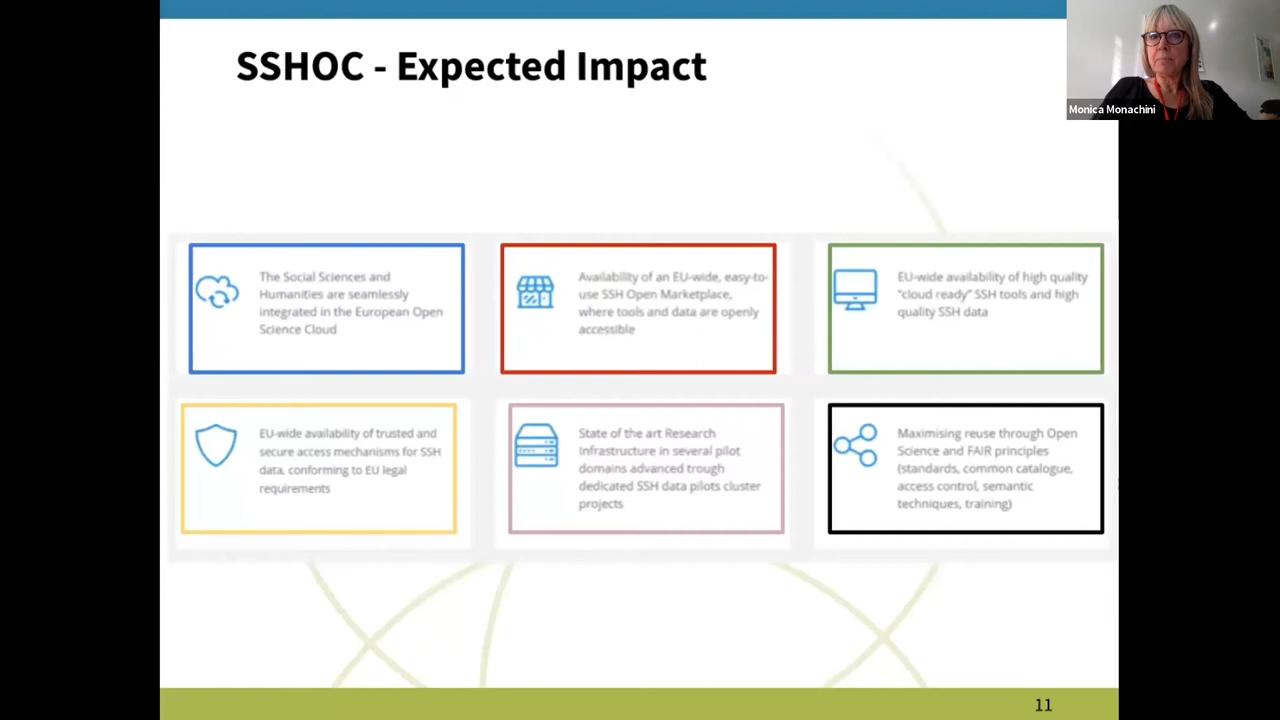 SSHOC - Expected Impact
Monica Monachini
The Social Sciences and
Humanities are seamlessly
integrated in the European Open
Science Cloud
Availability of an EU-wide, easy-to-
use SSH Open Marketplace,
where tools and data are openly
accessible
EU-wide availability of high quality
"cloud ready" SSH tools and high
quality SSH data
EU-wide availability of trusted and
secure access mechanisms for SSH
data, conforming to EU legal
requirements
State of the art Research
Infrastructure in several pilot
domains advanced trough
dedicated SSH data pilots cluster
projects
Maximising reuse through Open
Science and FAIR principles
(standards, common catalogue,
access control, semantic
techniques, training)
11